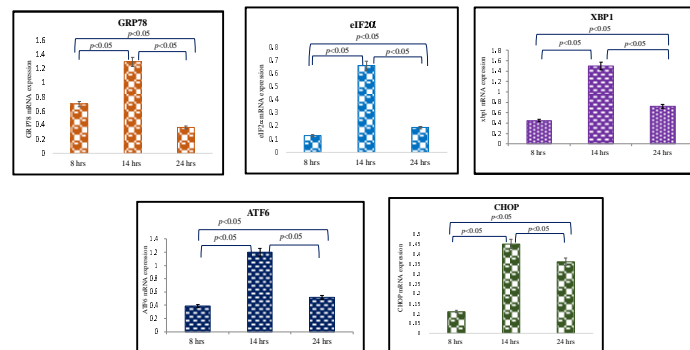 GRP78
p<0.05
p<0.05
p<0.05
GRP78 mRNA expression
1.6
1.4
1.2
1
0.8
0.6
0.4
0.2
0
8 hrs
14 hrs
24 hrs
eIF2α
p<0.05
p<0.05
p<0.05
eIF2α mRNA expression
0.8
0.7
0.6
0.5
0.4
0.3
0.2
0.1
0
8 hrs
14 hrs
24 hrs
XBP1
p<0.05
p<0.05
p<0.05
xbp1 mRNA expression
1.8
1.6
1.4
1.2
1
0.8
0.6
0.4
0.2
0
8 hrs
14 hrs
24 hrs
ATF6
p<0.05
p<0.05
p<0.05
ATF6 mRNA expression
1.4
1.2
1
0.8
0.6
0.4
0.2
0
8 hrs
14 hrs
24 hrs
CHOP
p<0.05
p<0.05
p<0.05
CHOP mRNA expression
0.5
0.45
0.4
0.35
0.3
0.25
0.2
0.15
0.1
0.05
0
8 hrs
14 hrs
24 hrs